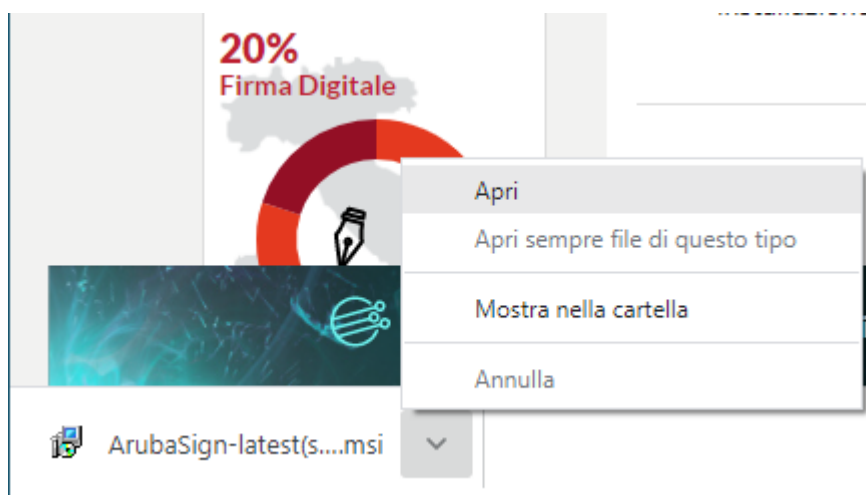 20%
Firma Digitale
Apri
Apri sempre file di questo tipo
Mostra nella cartella
Annulla
ArubaSign-latest(s....msi